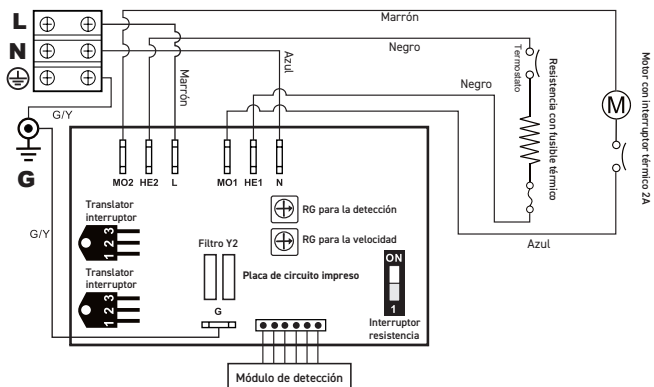 L
N
G
G/Y
G/Y
Marrón
Azul
Marrón
Negro
Negro
Azul
Termostato
Resistencia con fusible térmico
M
Motor con interruptor térmico 2A
MO2 HE2 L MO1 HE1 N
Translator
interruptor
1 2 3
Translator
interruptor
1 2 3
RG para la detección
RG para la velocidad
Filtro Y2
Placa de circuito impreso
G
ON
1
Interruptor
resistencia
Módulo de detección